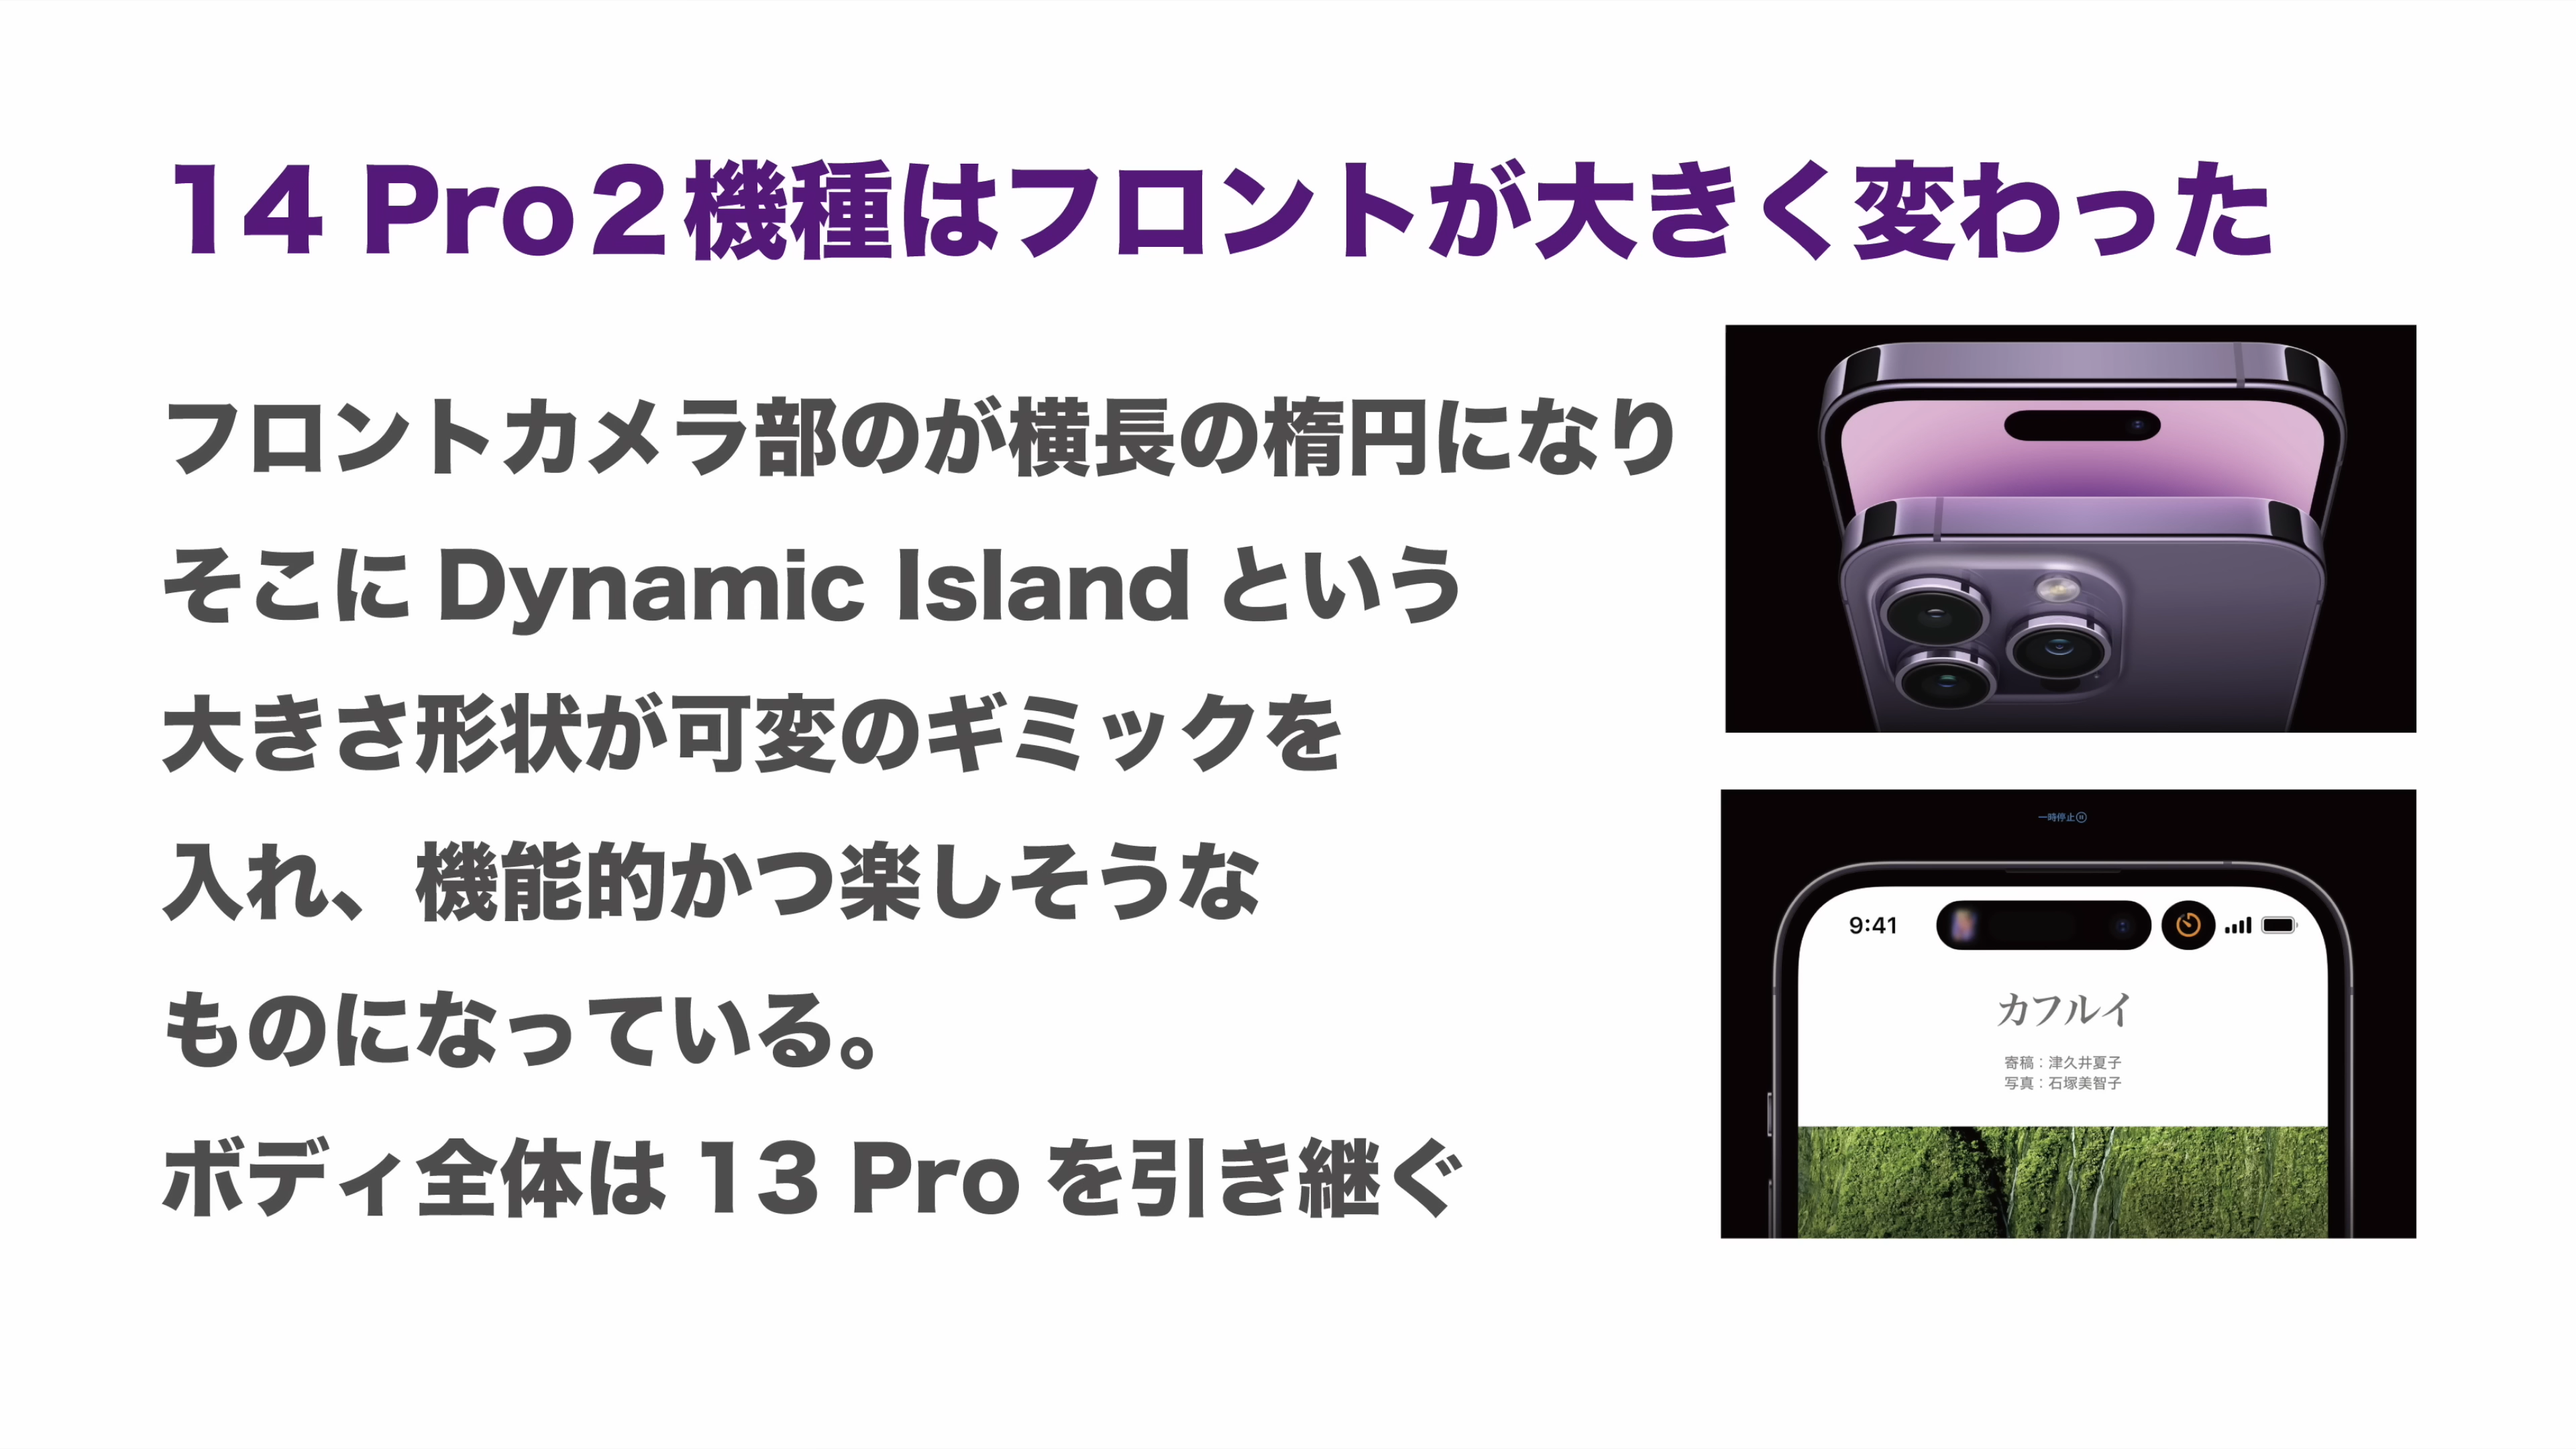 14 Pro２機種はフロントが大きく変わった
フロントカメラ部のが横長の楕円になり
そこに Dynamic Island という
大きさ形状が可変のギミックを
入れ、機能的かつ楽しそうな
ものになっている。
ボディ全体は 13 Pro を引き継ぐ
一時停止
9:41
カフルイ
寄稿：津久井夏子
写真：石塚美智子